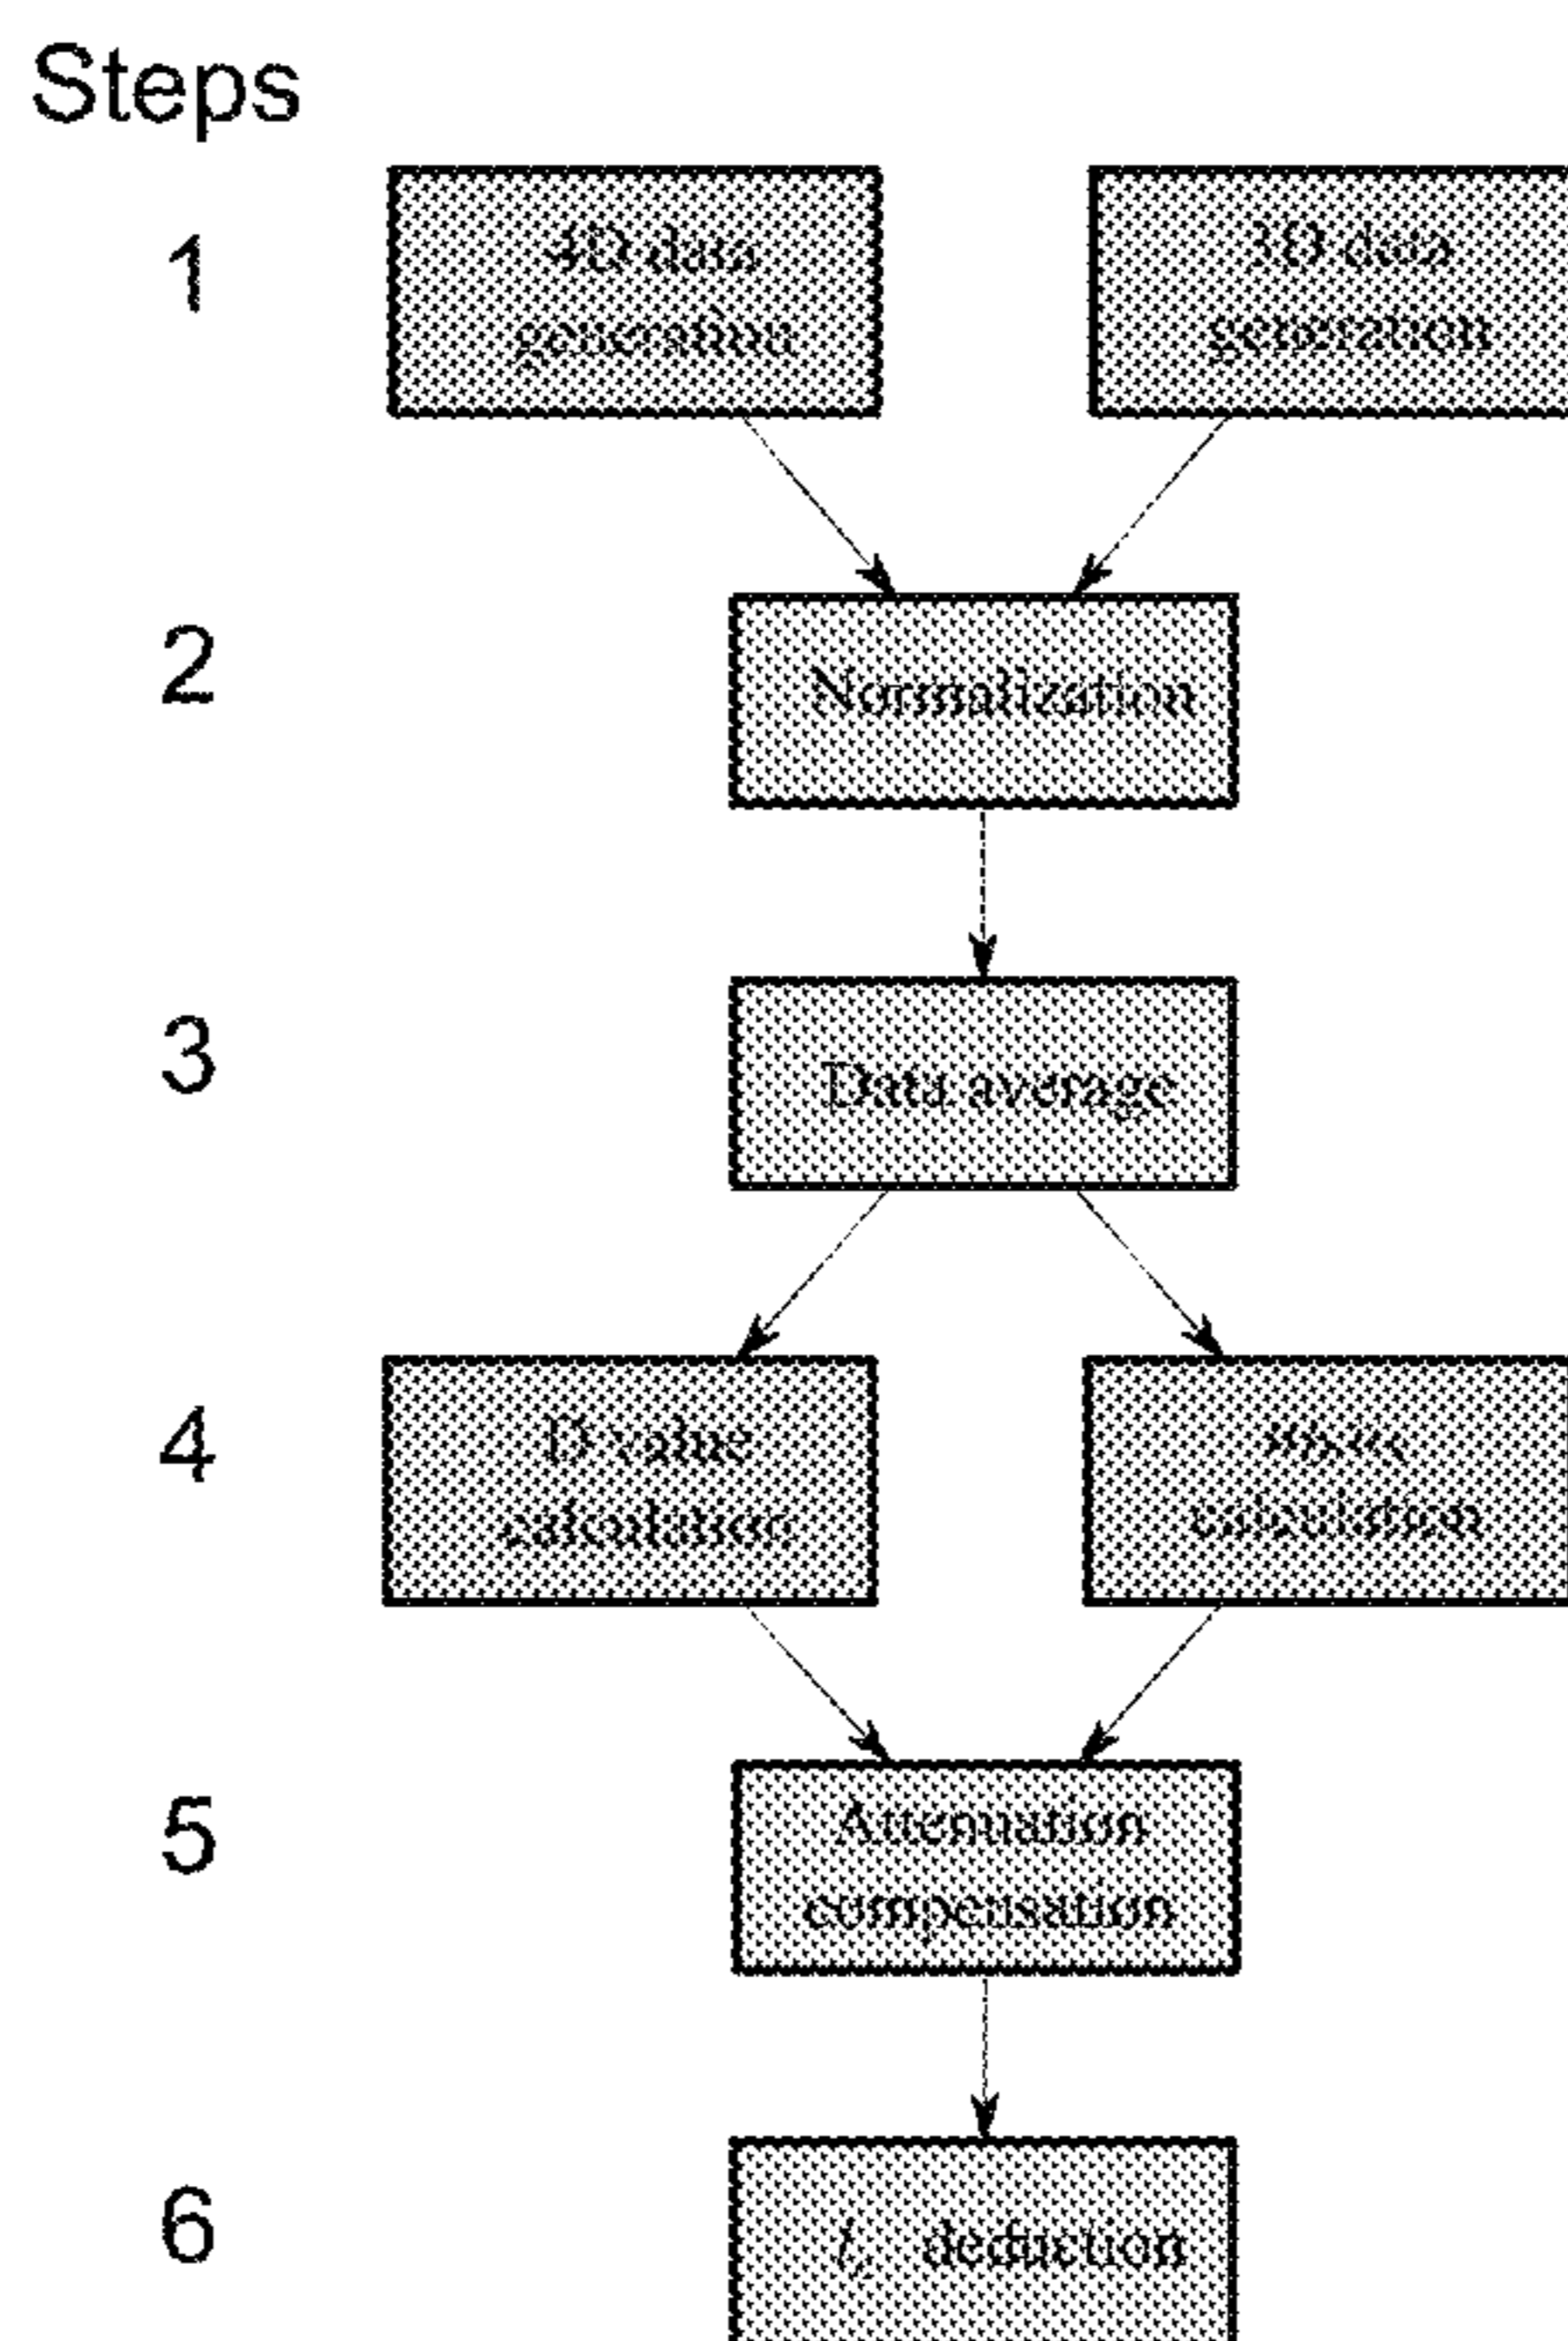 Steps
1
4D data
generation
3D data
generation
2
Normalization
3
Data average
4
D value
calculation
calculation
5
Attenuation
compensation
6
deduction